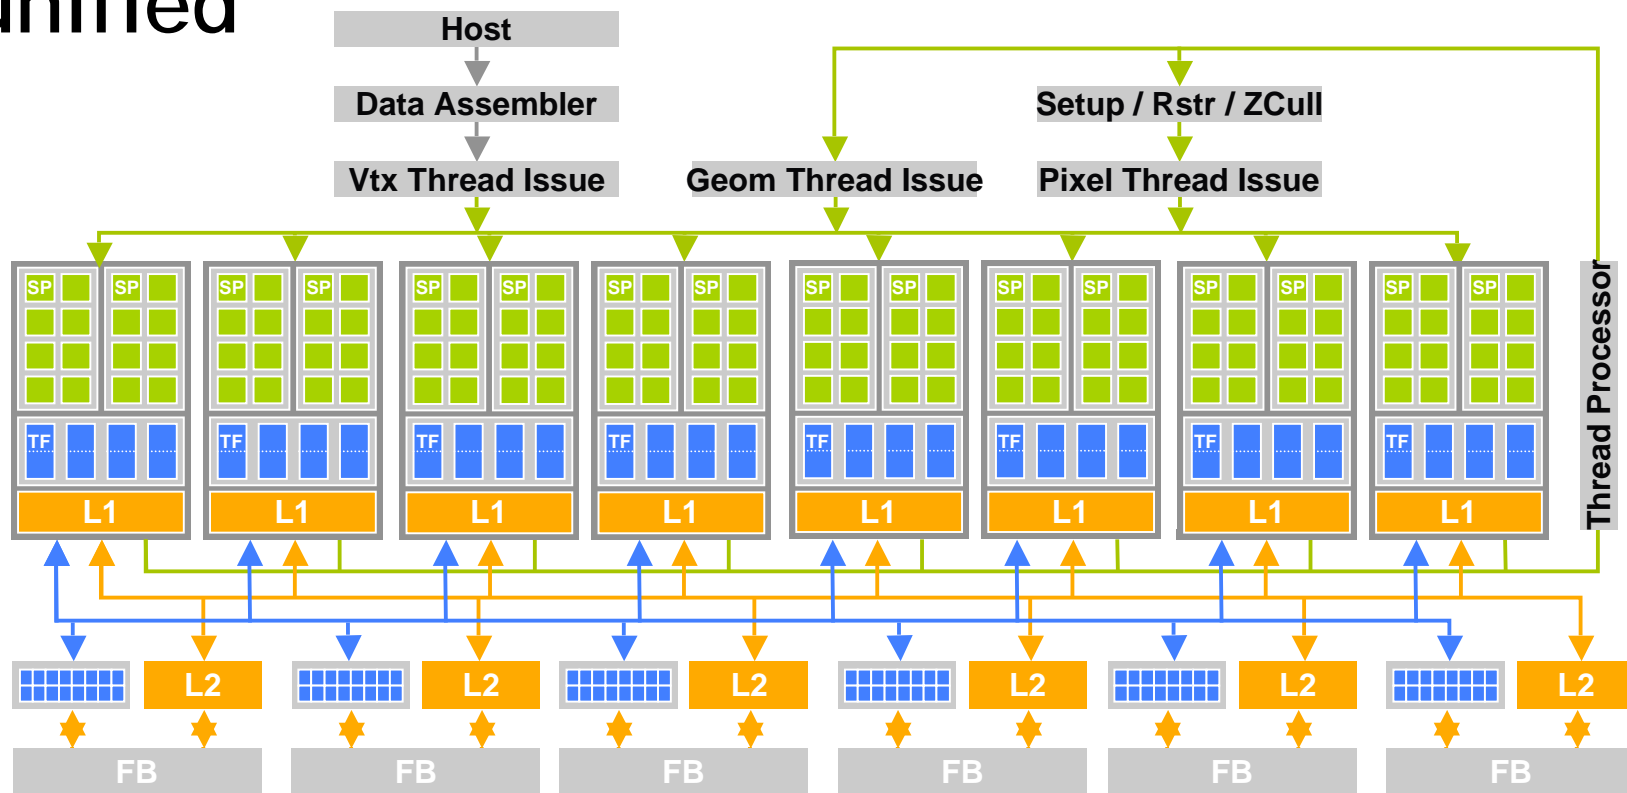 unified
Host
Data Assembler
Setup / Rstr / ZCull
Vtx Thread Issue
Geom Thread Issue
Pixel Thread Issue
SP SP SP SP SP SP SP SP SP SP SP SP SP SP SP SP
Thread Processor
TF TF TF TF TF TF TF TF
L1 L1 L1 L1 L1 L1 L1 L1
L2 L2 L2 L2 L2 L2
FB FB FB FB FB FB